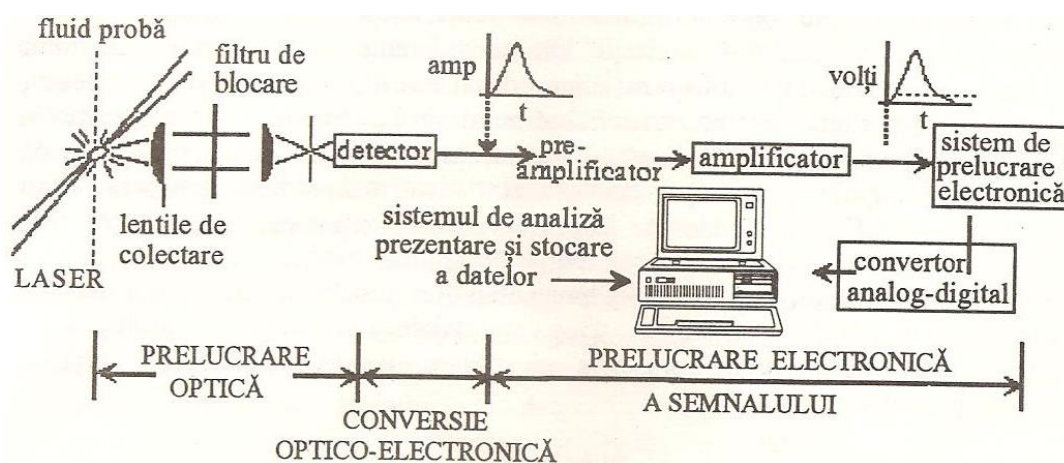 fluid probă
filtru de
blocare
amp
t
volți
t
detector
pre-
amplificator
amplificator
sistem de
prelucrare
electronică
lentile de
colectare
LASER
sistemul de analiză
prezentare și stocare
a datelor
convertor
analog-digital
PRELUCRARE
OPTICĂ
CONVERSIE
OPTICO-ELECTRONICĂ
PRELUCRARE ELECTRONICĂ
A SEMNALULUI